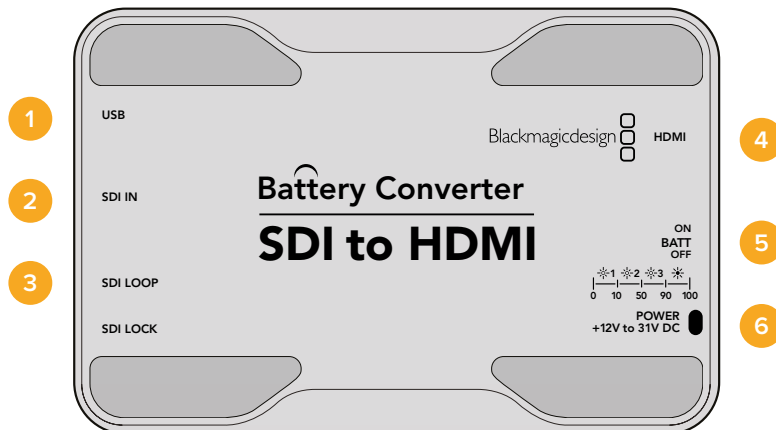 1
USB
Blackmagicdesign
HDMI
4
2
SDI IN
Battery Converter
SDI to HDMI
ON
BATT
OFF
5
3
SDI LOOP
1 2 3
0 10 50 90 100
SDI LOCK
POWER
+12V to 31V DC
6